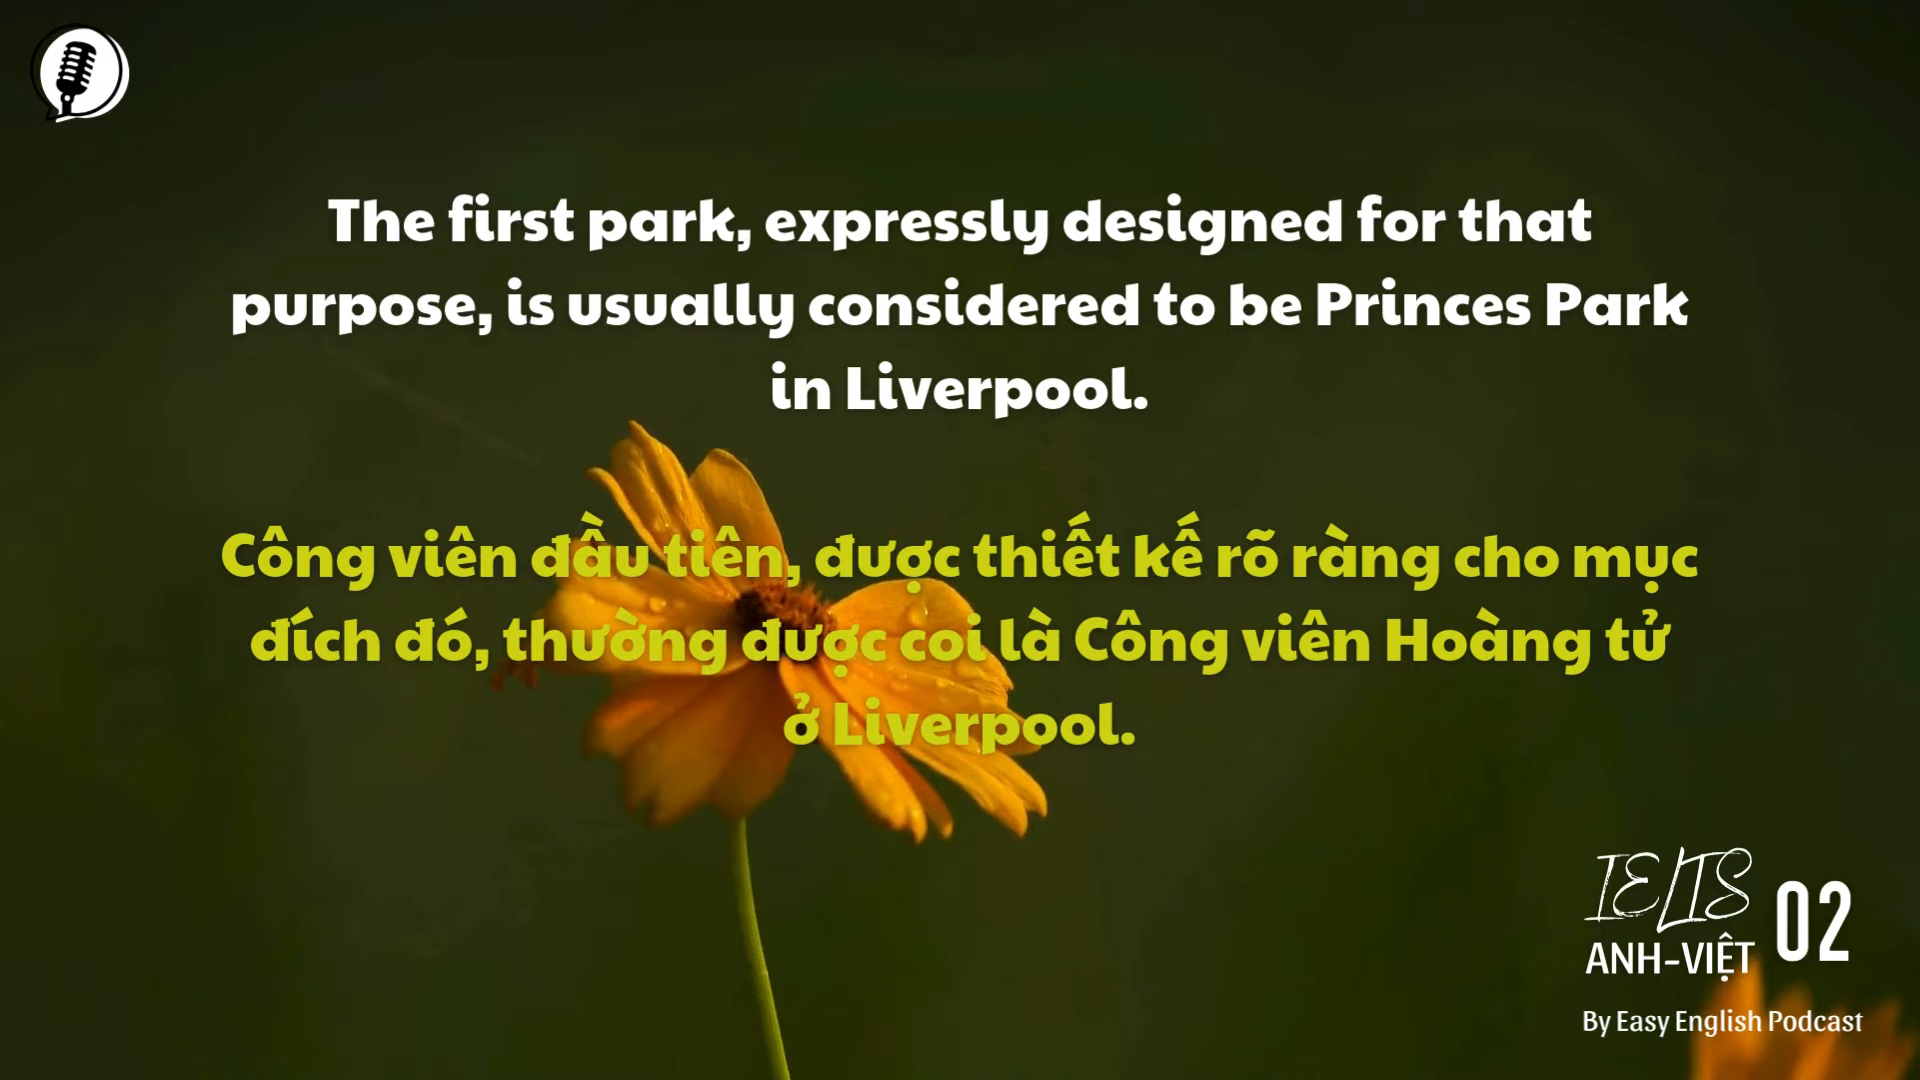 The first park, expressly designed for that
purpose, is usually considered to be Princes Park
in Liverpool.
Công viên đầu tiên, được thiết kế rõ ràng cho mục
đích đó, thường được coi là Công viên Hoàng tử
ở Liverpool.
IELTS
ANH-VIỆT 02
By Easy English Podcast